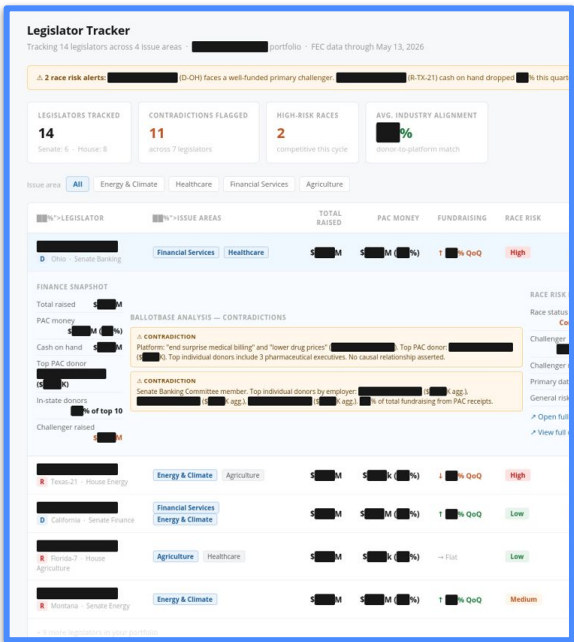 Legislator Tracker
Tracking 14 legislators across 4 issue areas · portfolio · FEC data through May 13, 2026
⚠ 2 race risk alerts: (D-OH) faces a well-funded primary challenger. (R-TX-21) cash on hand dropped % this quart
LEGISLATORS TRACKED
14
Senate: 6 · House: 8
CONTRADICTIONS FLAGGED
11
across 7 legislators
HIGH-RISK RACES
2
competitive this cycle
AVG. INDUSTRY ALIGNMENT
%
donor-to-platform match
Issue area All Energy & Climate Healthcare Financial Services Agriculture
%">LEGISLATOR %">ISSUE AREAS TOTAL RAISED PAC MONEY FUNDRAISING RACE RISK
Financial Services Healthcare $ M $ M ( %) ↑ % QoQ High
D Ohio · Senate Banking
FINANCE SNAPSHOT
Total raised $ M
PAC money
$ M ( %)
Cash on hand $ M
Top PAC donor
($ K)
In-state donors
% of top 10
Challenger raised
$ M
BALLOTBASE ANALYSIS — CONTRADICTIONS
⚠ CONTRADICTION
Platform: "end surprise medical billing" and "lower drug prices" ( ). Top PAC donor:
($ K). Top individual donors include 3 pharmaceutical executives. No causal relationship asserted.
⚠ CONTRADICTION
Senate Banking Committee member. Top individual donors by employer: ($ K agg.),
($ K agg.), ($ K agg.). % of total fundraising from PAC receipts.
RACE RISK
Race status
Co
Challenger
Challenger
Primary dat
General risk
↗ Open full
↗ View full
Energy & Climate Agriculture $ M $ k ( %) ↓ % QoQ High
R Texas-21 · House Energy
Financial Services
Energy & Climate $ M $ M ( %) ↑ % QoQ Low
D California · Senate Finance
Agriculture Healthcare $ M $ k ( %) → Flat Low
R Florida-7 · House
Agriculture
Energy & Climate $ M $ M ( %) ↑ % QoQ Medium
R Montana - Senate Energy
+ 9 more legislators in your portfolio